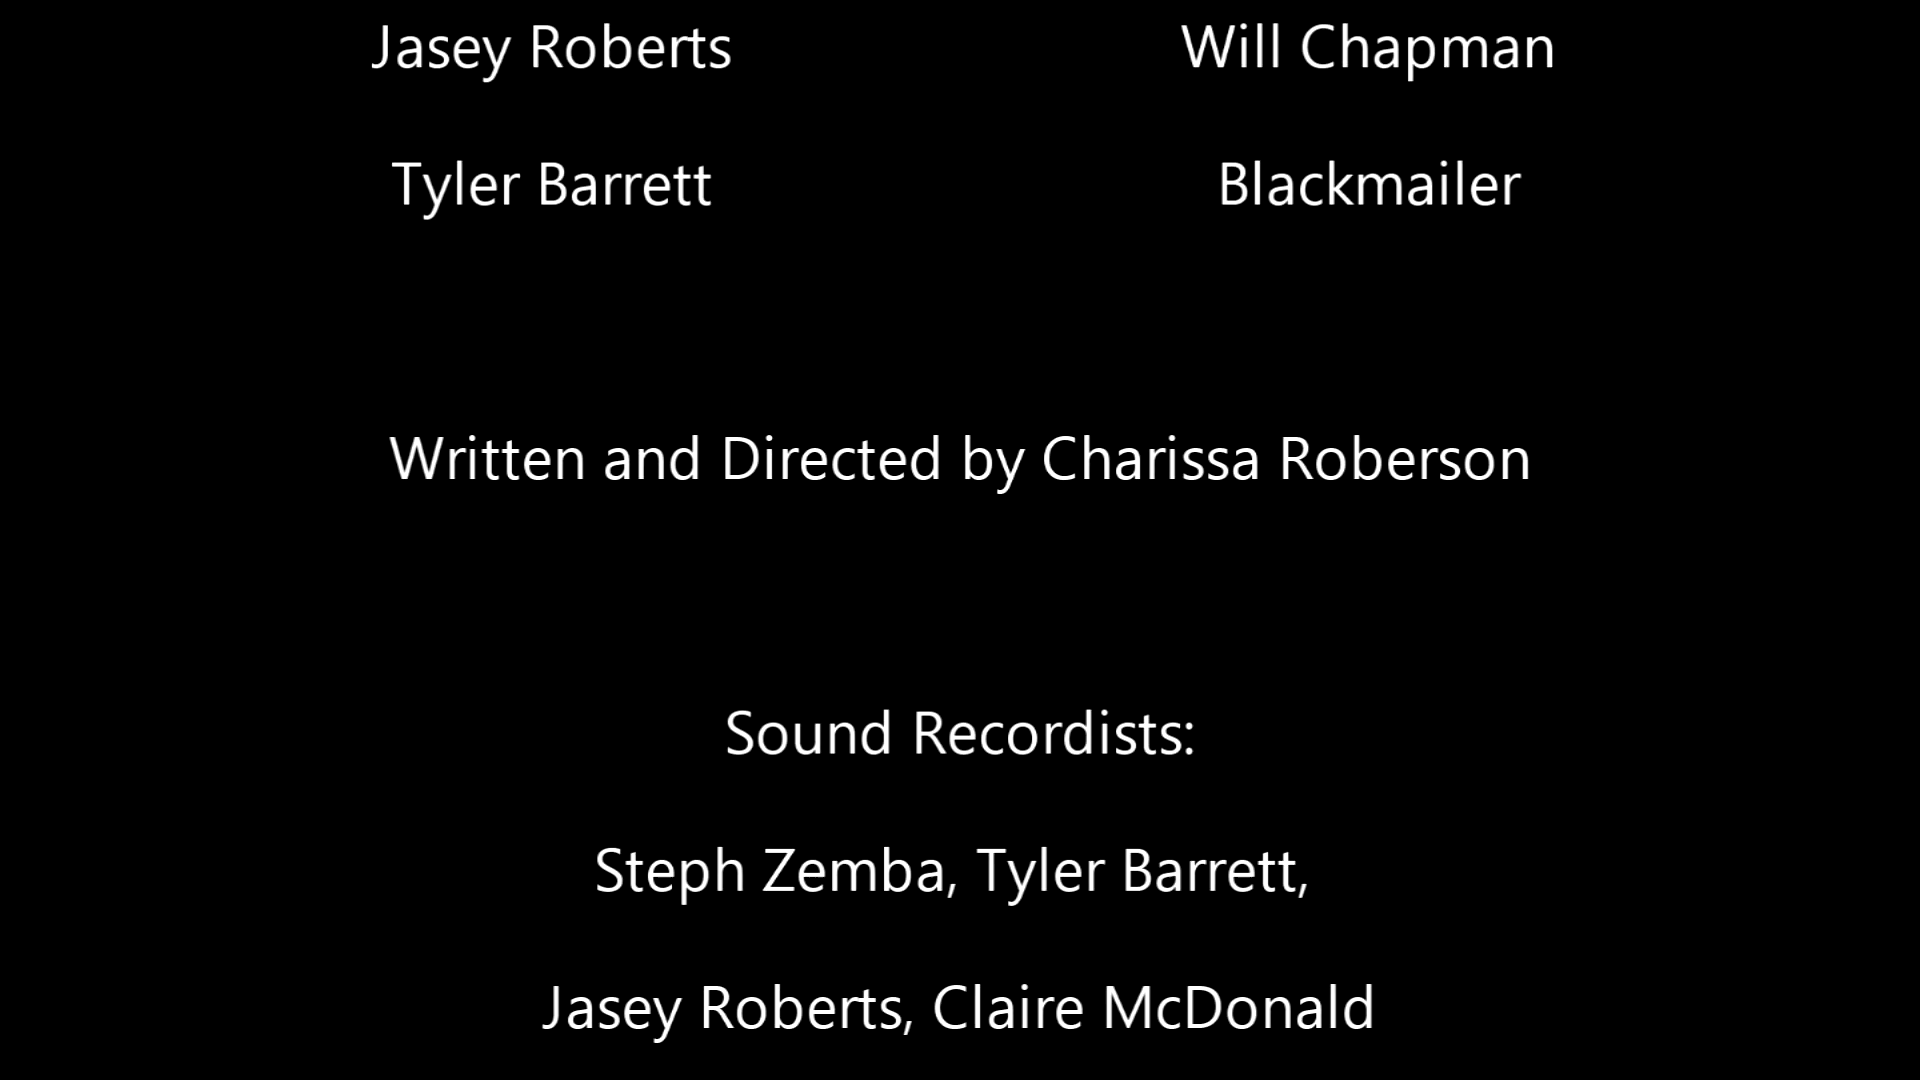 Jasey Roberts Will Chapman
Tyler Barrett Blackmailer
Written and Directed by Charissa Roberson
Sound Recordists:
Steph Zemba, Tyler Barrett,
Jasey Roberts, Claire McDonald